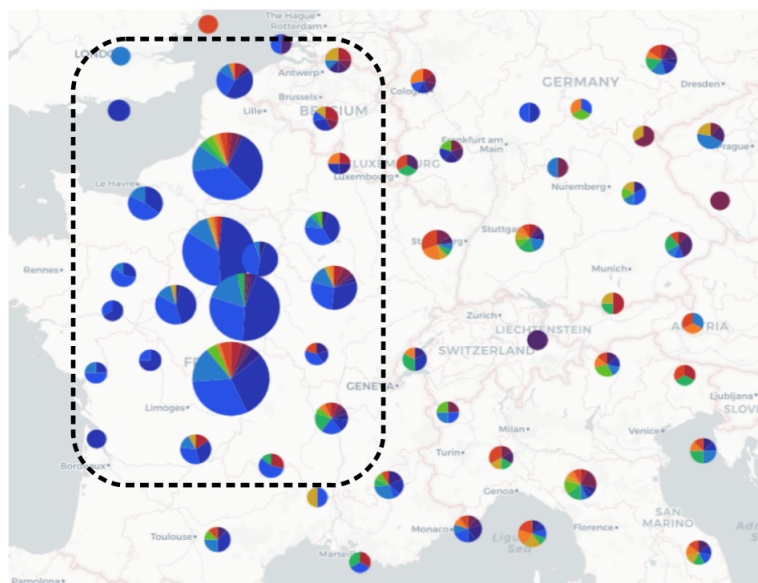 The Hague
Rotterdam
LONDON
Antwerp
Brussels
BELGIUM
Lille
Cologne
GERMANY
Dresden
Frankfurt am
Main
Prague
LUXEMBOURG
Luxembourg
Le Havre
Nuremberg
Rennes
Stuttgart
Munich
Zurich
LIECHTENSTEIN
AUSTRIA
SWITZERLAND
GENEVA
Limoges
Ljubljana
Milan
Venice
Bordeaux
Turin
Genoa
SAN
MARINO
Toulouse
Monaco
Florence
Sea
Marseille
Pamplona